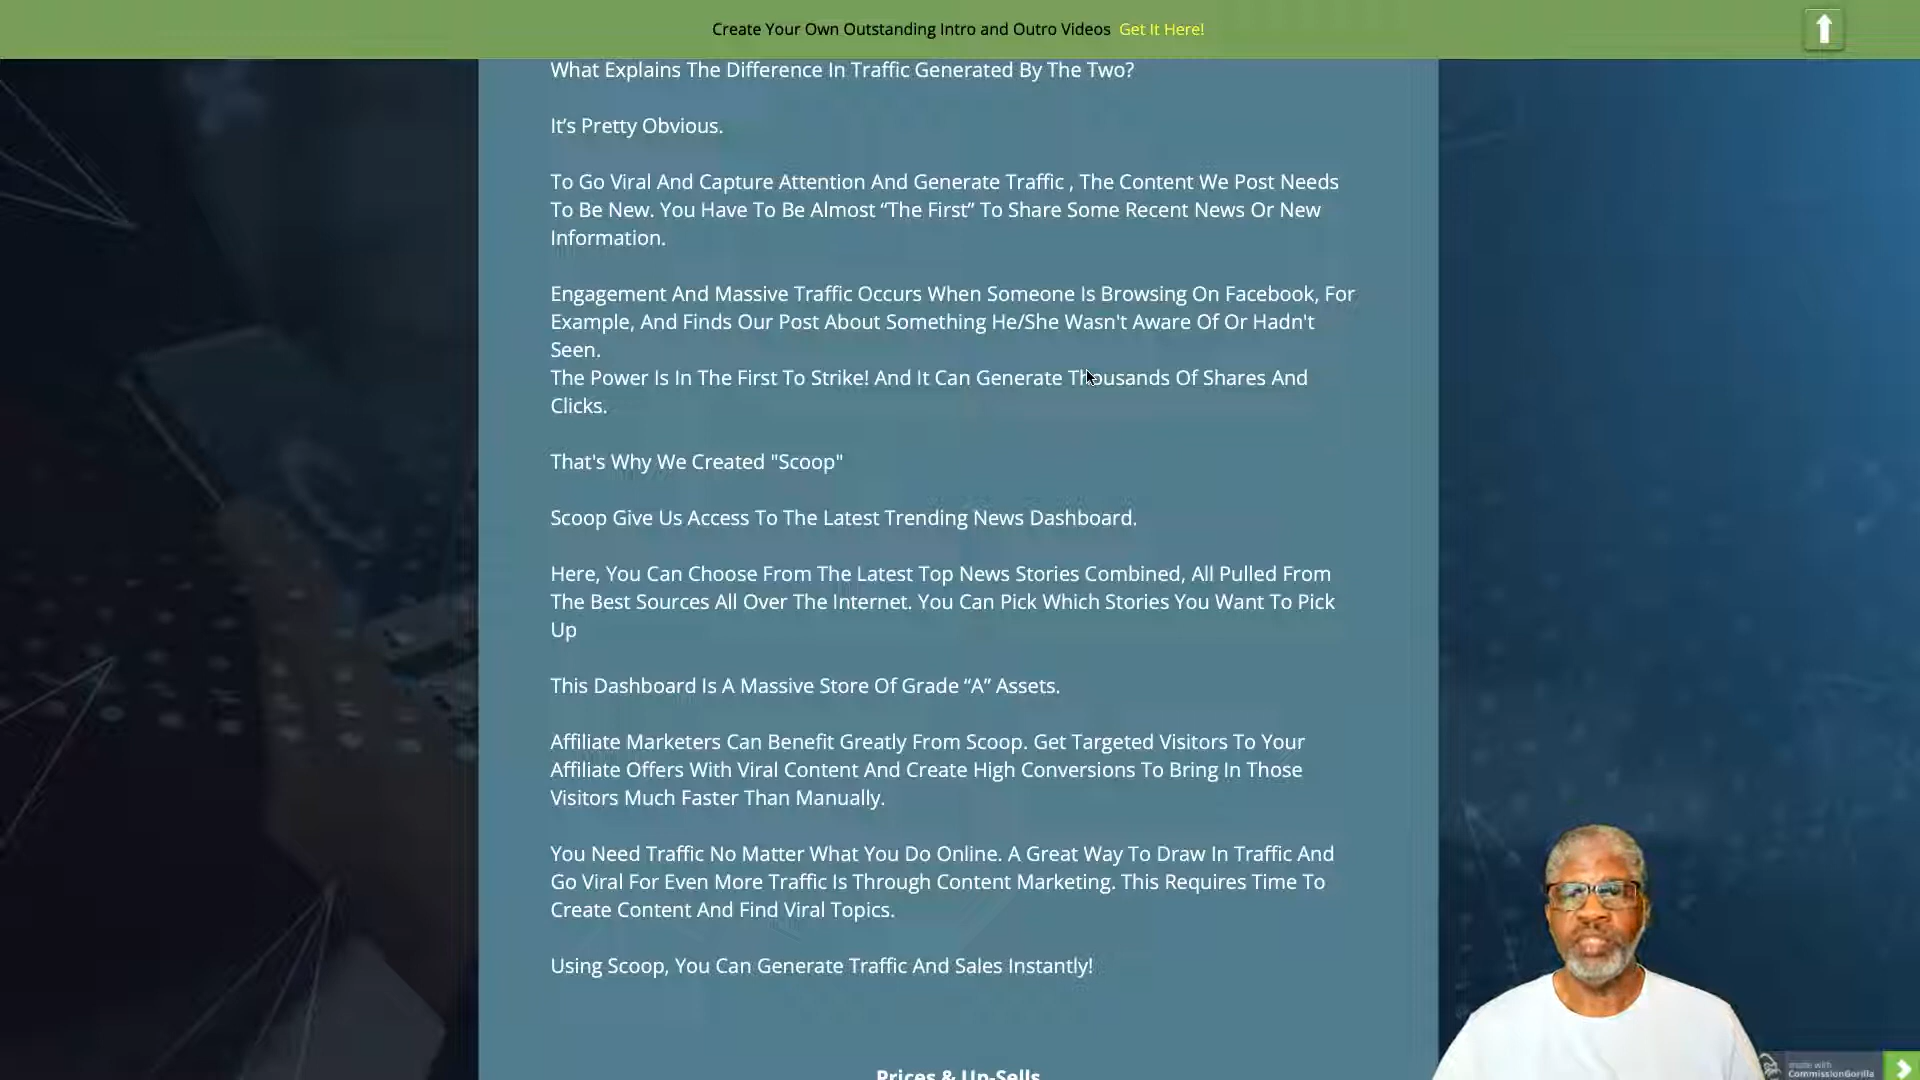 Create Your Own Outstanding Intro and Outro Videos Get It Here!
What Explains The Difference In Traffic Generated By The Two?
It’s Pretty Obvious.
To Go Viral And Capture Attention And Generate Traffic , The Content We Post Needs
To Be New. You Have To Be Almost “The First” To Share Some Recent News Or New
Information.
Engagement And Massive Traffic Occurs When Someone Is Browsing On Facebook, For
Example, And Finds Our Post About Something He/She Wasn't Aware Of Or Hadn't
Seen.
The Power Is In The First To Strike! And It Can Generate Thousands Of Shares And
Clicks.
That's Why We Created "Scoop"
Scoop Give Us Access To The Latest Trending News Dashboard.
Here, You Can Choose From The Latest Top News Stories Combined, All Pulled From
The Best Sources All Over The Internet. You Can Pick Which Stories You Want To Pick
Up
This Dashboard Is A Massive Store Of Grade “A” Assets.
Affiliate Marketers Can Benefit Greatly From Scoop. Get Targeted Visitors To Your
Affiliate Offers With Viral Content And Create High Conversions To Bring In Those
Visitors Much Faster Than Manually.
You Need Traffic No Matter What You Do Online. A Great Way To Draw In Traffic And
Go Viral For Even More Traffic Is Through Content Marketing. This Requires Time To
Create Content And Find Viral Topics.
Using Scoop, You Can Generate Traffic And Sales Instantly!
Prices & Up-Sells
made with
CommissionGorilla